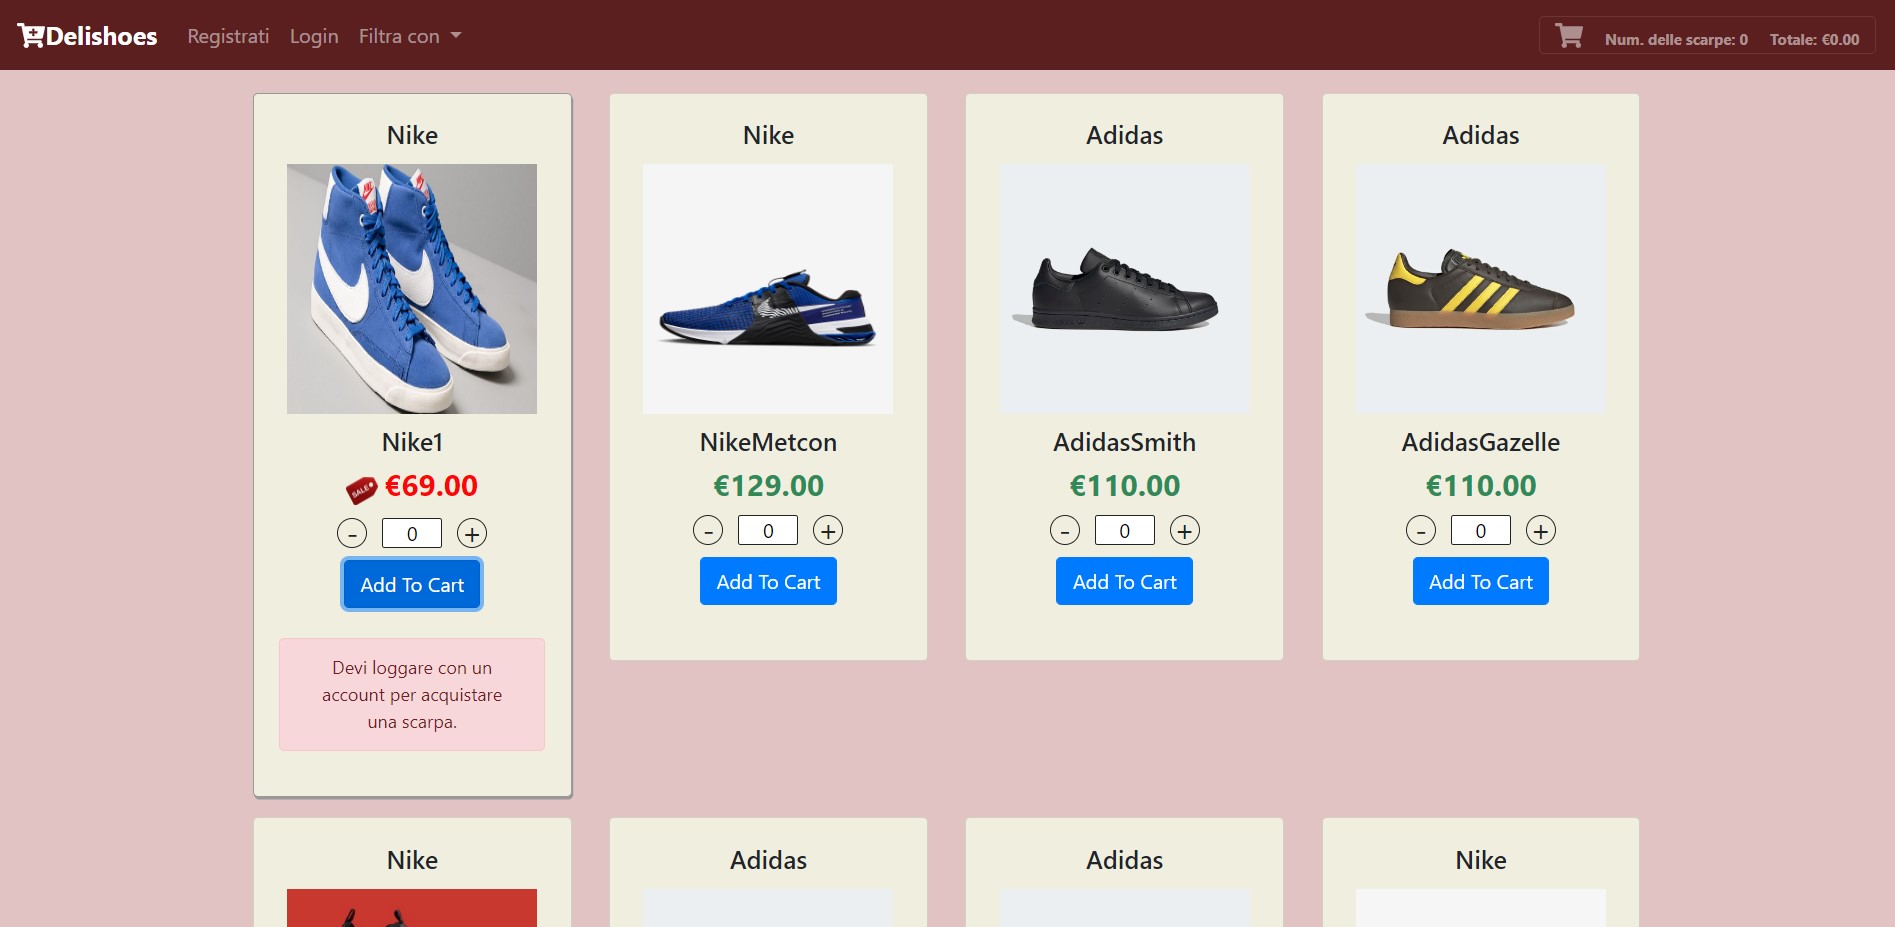 Delishoes Registrati Login Filtra con Num. delle scarpe: 0 Totale: €0.00
Nike Nike Adidas Adidas
Nike1 NikeMetcon AdidasSmith AdidasGazelle
SALE €69.00 €129.00 €110.00 €110.00
- 0 + - 0 + - 0 + - 0 +
Add To Cart Add To Cart Add To Cart Add To Cart
Devi loggare con un
account per acquistare
una scarpa.
Nike Adidas Adidas Nike